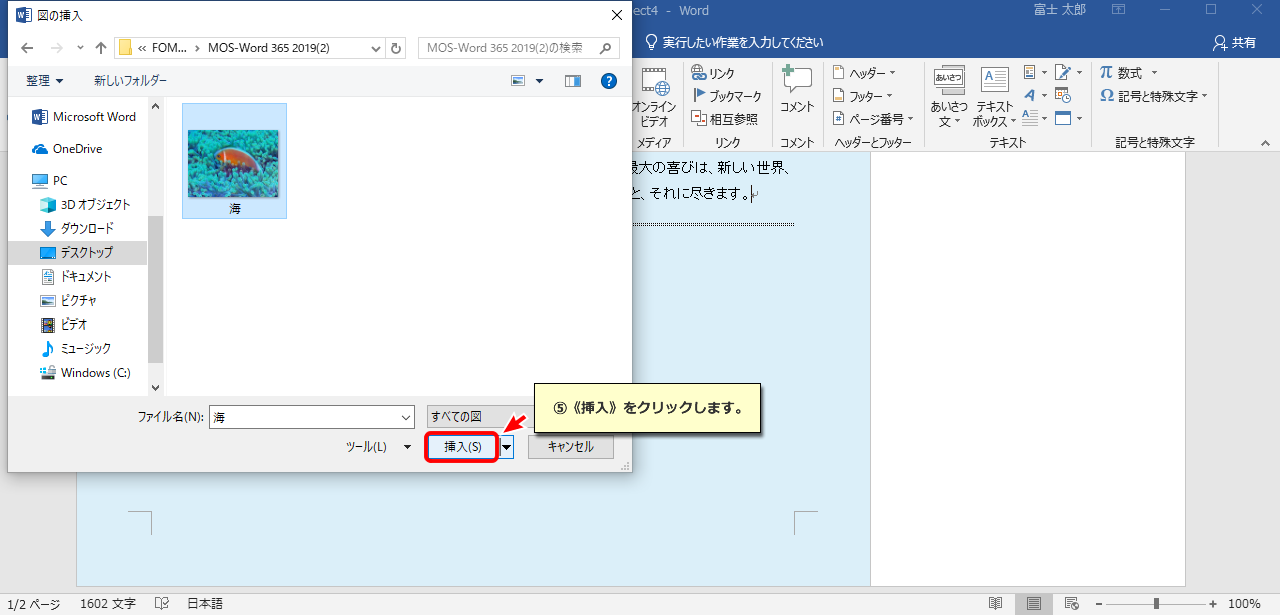 図の挿入
ect4 - Word
富士 太郎
« FOM... › MOS-Word 365 2019(2)
MOS-Word 365 2019(2)の検索
実行したい作業を入力してください
共有
整理
新しいフォルダー
Microsoft Word
OneDrive
PC
3D オブジェクト
ダウンロード
デスクトップ
ドキュメント
ピクチャ
ビデオ
ミュージック
Windows (C:)
海
ファイル名(N):
海
すべての図
ツール(L)
挿入(S)
キャンセル
⑤《挿入》をクリックします。
オンライン
ビデオ
メディア
リンク
ブックマーク
相互参照
リンク
コメント
コメント
ヘッダー
フッター
ページ番号
ヘッダーとフッター
あいさつ
あいさつ
文
テキスト
ボックス
テキスト
π 数式
Ω 記号と特殊文字
記号と特殊文字
最大の喜びは、新しい世界、
と、それに尽きます。
1/2 ページ
1602 文字
日本語
100%